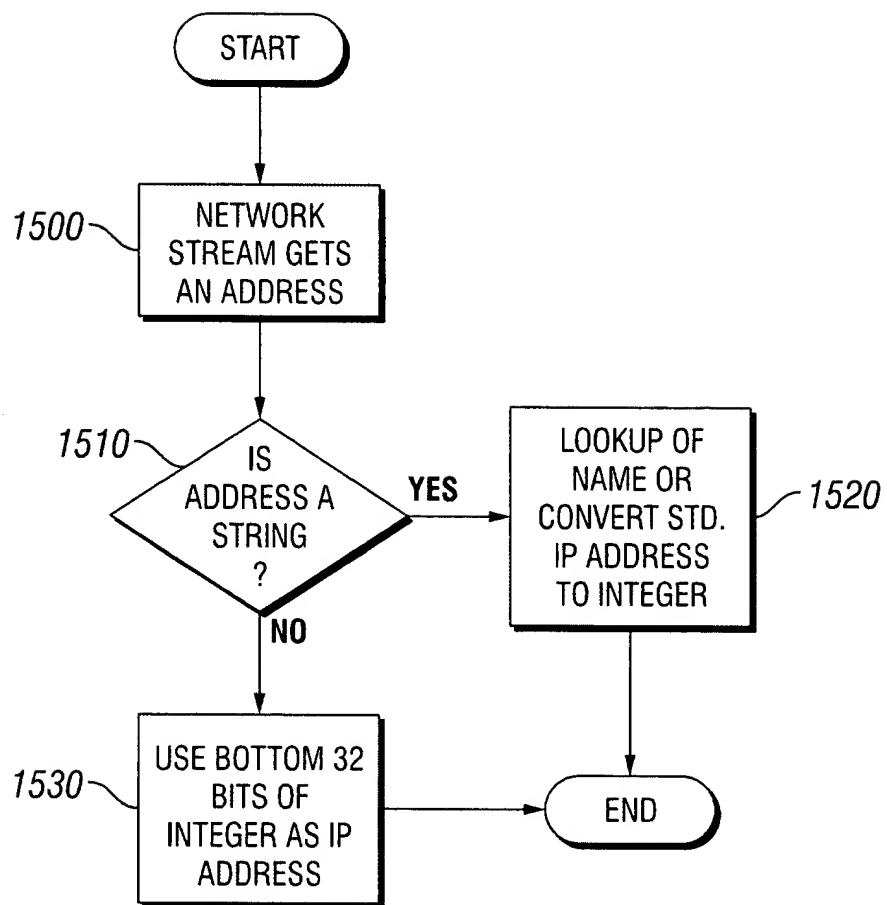 START
1500
NETWORK
STREAM GETS
AN ADDRESS
1510
IS
ADDRESS A
STRING
?
YES
NO
LOOKUP OF
NAME OR
CONVERT STD.
IP ADDRESS
TO INTEGER
1520
1530
USE BOTTOM 32
BITS OF
INTEGER AS IP
ADDRESS
END